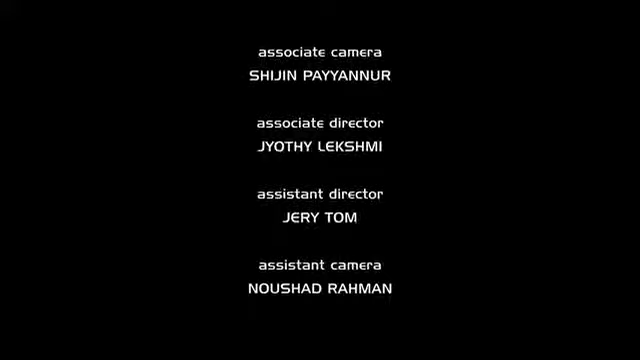 associate camera
SHIJIN PAYYANNUR
associate director
JYOTHY LEKSHMI
assistant director
JERY TOM
assistant camera
NOUSHAD RAHMAN